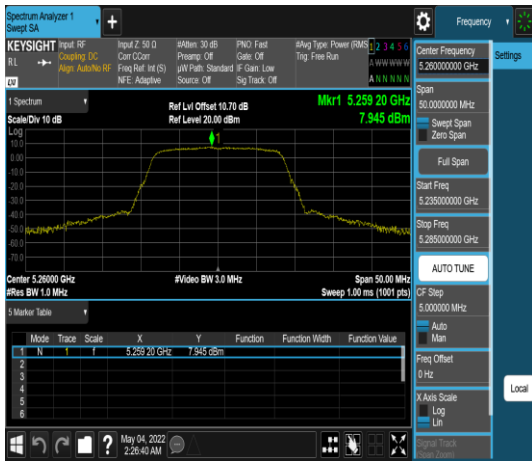 Spectrum Analyzer 1
Swept SA
+
Frequency
KEYSIGHT
Input: RF
Input Z: 50 Ω
#Atten: 30 dB
PNO: Fast
#Avg Type: Power (RMS
1 2 3 4 5 6
RL
Coupling: DC
Corr CCorr
Preamp: Off
Gate: Off
Trig: Free Run
A W W W W W
Align: Auto/No RF
Freq Ref: Int (S)
µW Path: Standard
IF Gain: Low
NFE: Adaptive
Source: Off
Sig Track: Off
A N N N N N
LXI
1 Spectrum
Scale/Div 10 dB
Ref Lvl Offset 10.70 dB
Ref Level 20.00 dBm
Mkr1 5.259 20 GHz
7.945 dBm
Log
1
10.0
0.00
-10.0
-20.0
-30.0
-40.0
-50.0
-60.0
-70.0
Center 5.26000 GHz
#Video BW 3.0 MHz
Span 50.00 MHz
#Res BW 1.0 MHz
Sweep 1.00 ms (1001 pts)
5 Marker Table
Mode Trace Scale X Y Function Function Width Function Value
1 N 1 f 5.259 20 GHz 7.945 dBm
2
3
4
5
6
May 04, 2022
2:26:40 AM
?
Center Frequency
5.260000000 GHz
Settings
Span
50.0000000 MHz
Swept Span
Zero Span
Full Span
Start Freq
5.235000000 GHz
Stop Freq
5.285000000 GHz
AUTO TUNE
CF Step
5.000000 MHz
Auto
Man
Freq Offset
0 Hz
Local
X Axis Scale
Log
Lin
Signal Track
(Span Zoom)